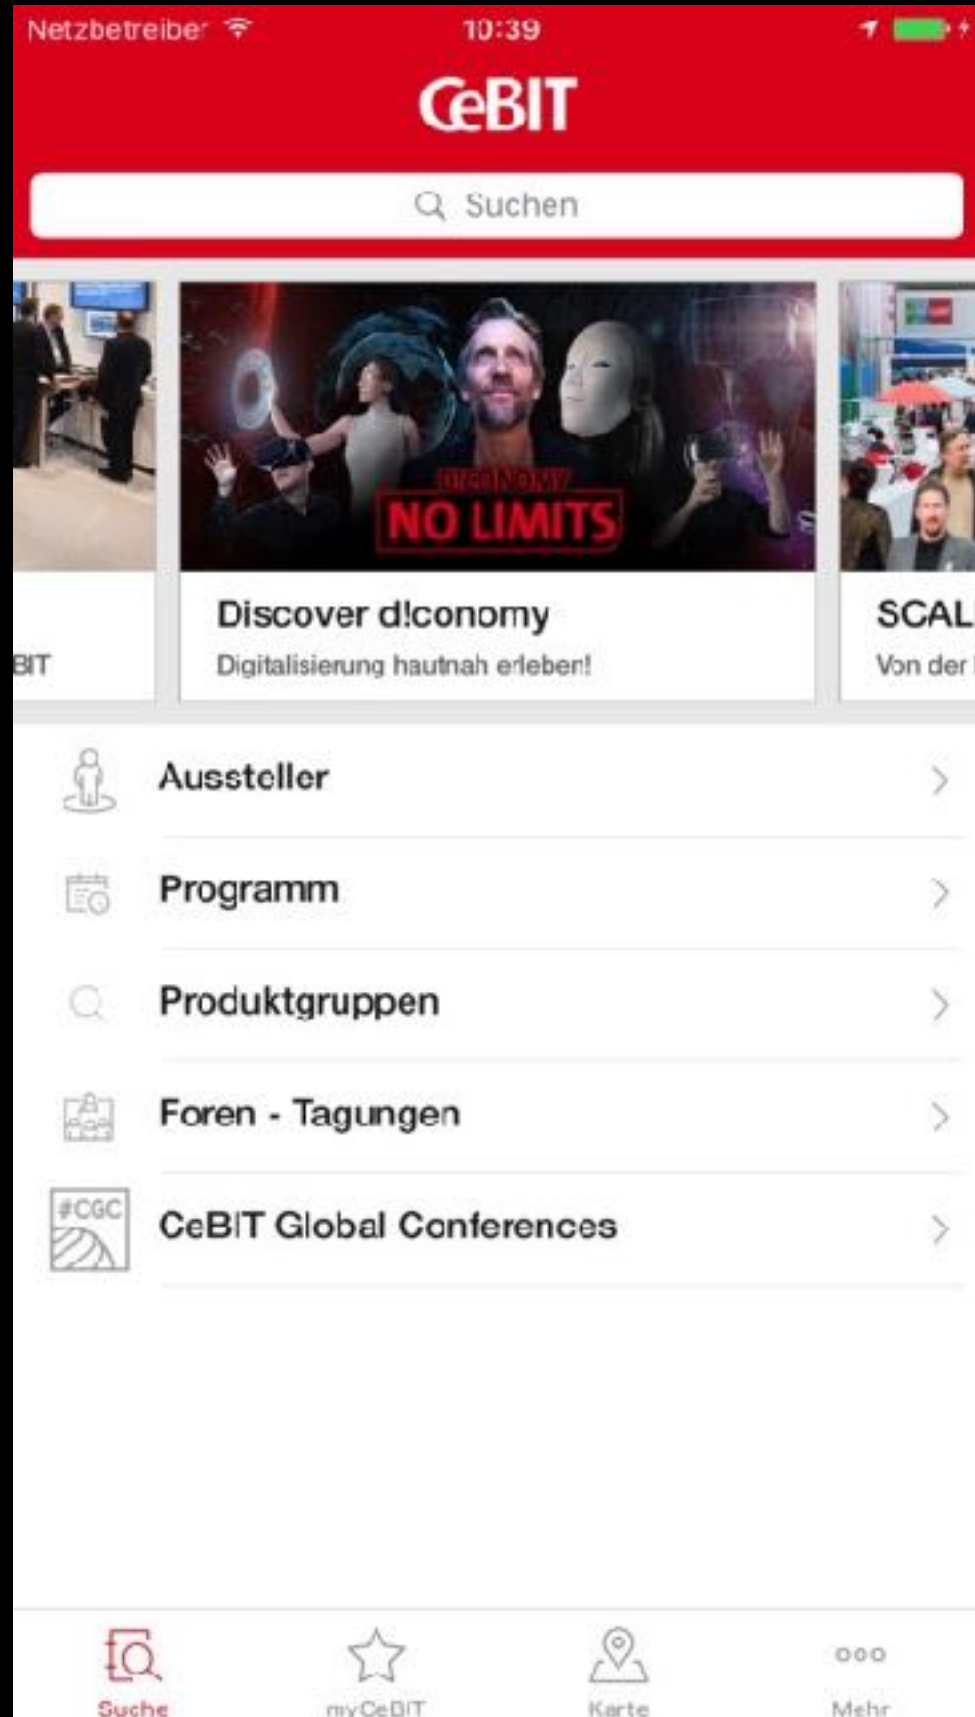 Netzbetreiber 10:39
CeBIT
Suchen
D!CONOMY
NO LIMITS
BIT
Discover d!conomy
Digitalisierung hautnah erleben!
SCAL
Von der
Aussteller
Programm
Produktgruppen
Foren - Tagungen
#CGC
CeBIT Global Conferences
Suche
myCeBIT
Karte
Mehr